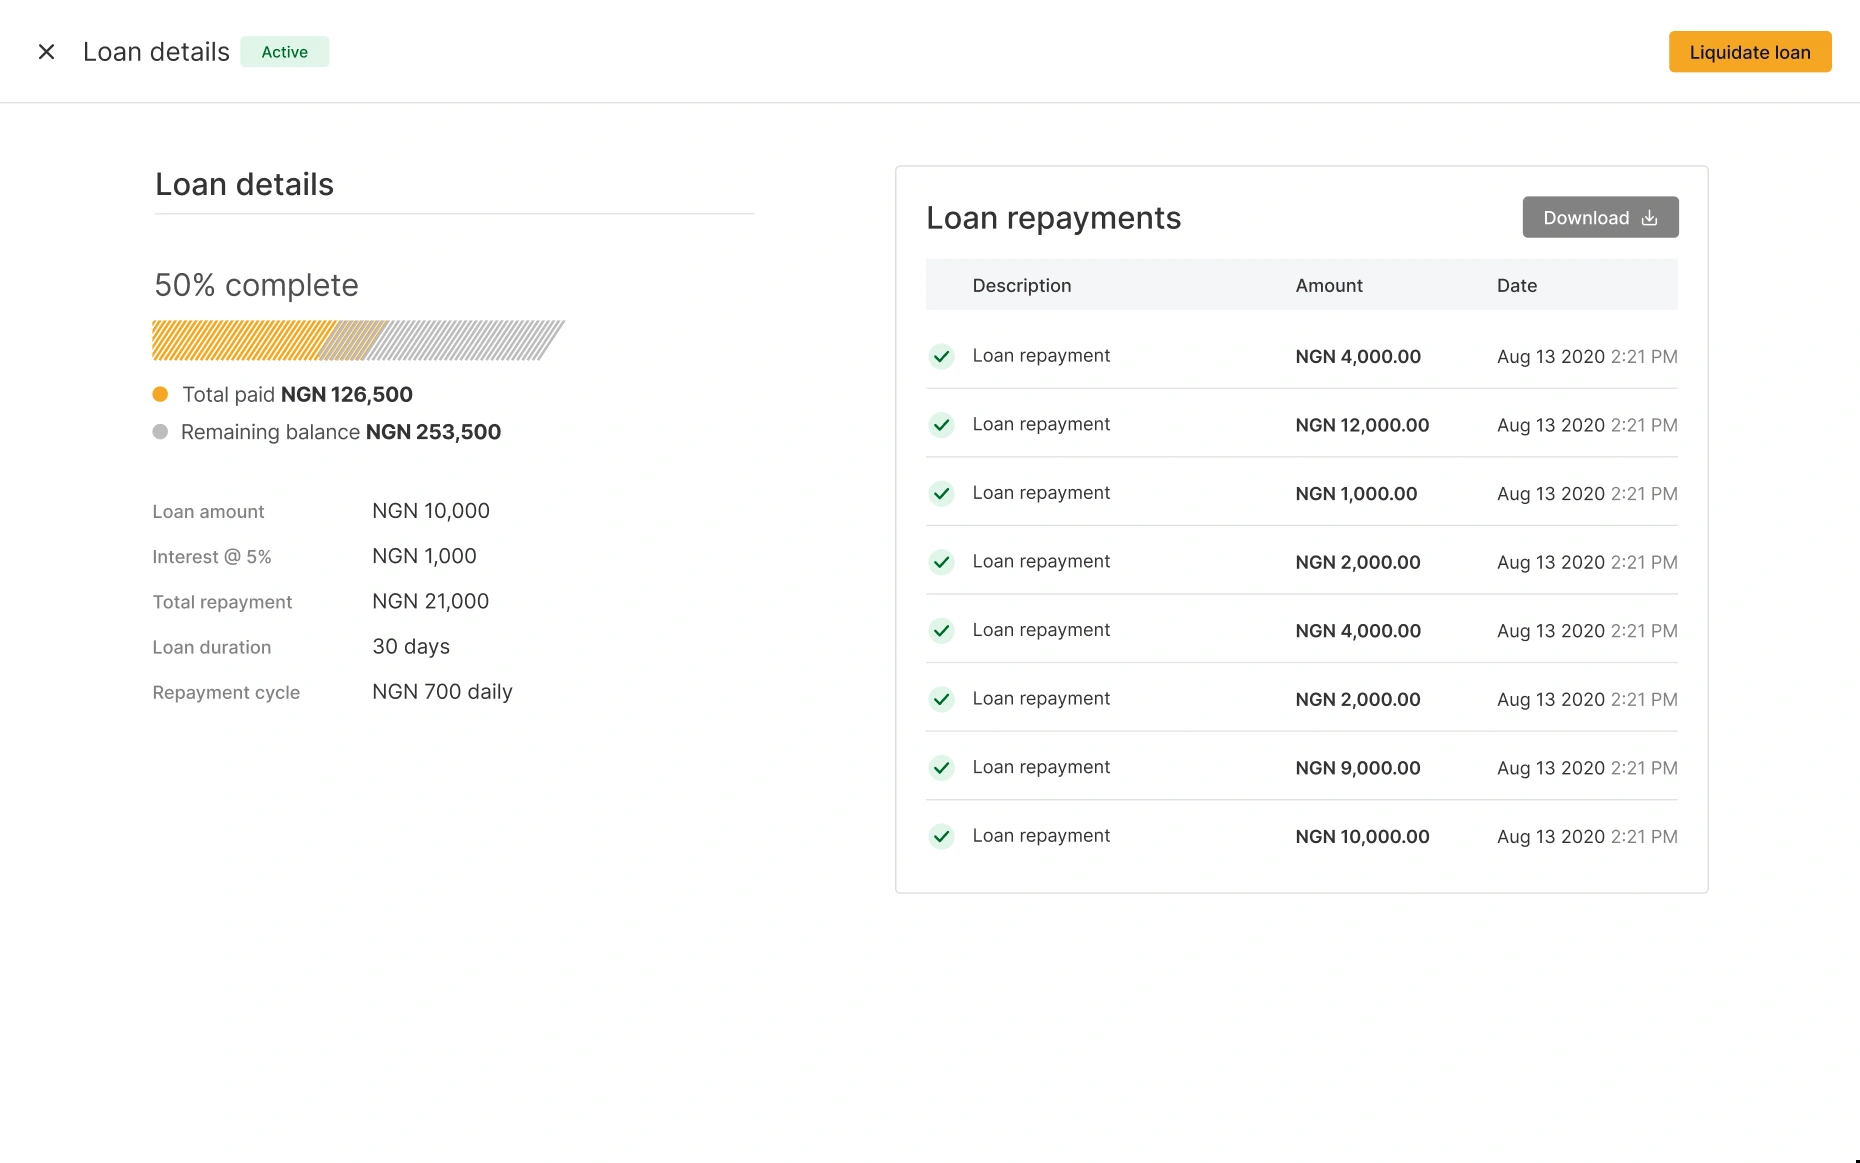 Loan details Active
Liquidate loan
Loan details
50% complete
Total paid NGN 126,500
Remaining balance NGN 253,500
Loan amount NGN 10,000
Interest @ 5% NGN 1,000
Total repayment NGN 21,000
Loan duration 30 days
Repayment cycle NGN 700 daily
Loan repayments
Download
Description Amount Date
Loan repayment NGN 4,000.00 Aug 13 2020 2:21 PM
Loan repayment NGN 12,000.00 Aug 13 2020 2:21 PM
Loan repayment NGN 1,000.00 Aug 13 2020 2:21 PM
Loan repayment NGN 2,000.00 Aug 13 2020 2:21 PM
Loan repayment NGN 4,000.00 Aug 13 2020 2:21 PM
Loan repayment NGN 2,000.00 Aug 13 2020 2:21 PM
Loan repayment NGN 9,000.00 Aug 13 2020 2:21 PM
Loan repayment NGN 10,000.00 Aug 13 2020 2:21 PM